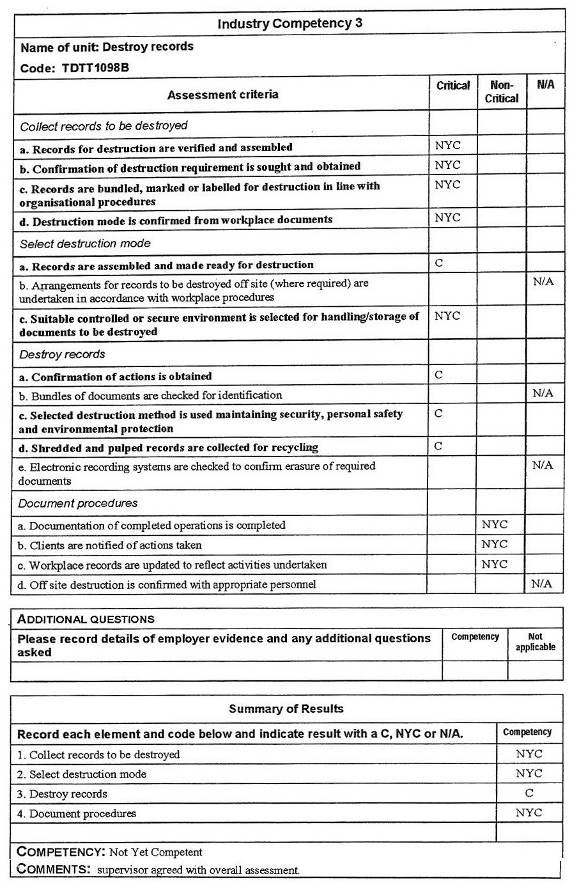 Industry Competency 3
Name of unit: Destroy records
Code: TDTT1098B
Assessment criteria
Critical
Non-
Critical
N/A
Collect records to be destroyed
a. Records for destruction are verified and assembled
NYC
b. Confirmation of destruction requirement is sought and obtained
NYC
c. Records are bundled, marked or labelled for destruction in line with
organisational procedures
NYC
d. Destruction mode is confirmed from workplace documents
NYC
Select destruction mode
a. Records are assembled and made ready for destruction
C
b. Arrangements for records to be destroyed off site (where required) are
undertaken in accordance with workplace procedures
N/A
c. Suitable controlled or secure environment is selected for handling/storage of
documents to be destroyed
NYC
Destroy records
a. Confirmation of actions is obtained
C
b. Bundles of documents are checked for identification
N/A
c. Selected destruction method is used maintaining security, personal safety
and environmental protection
C
d. Shredded and pulped records are collected for recycling
C
e. Electronic recording systems are checked to confirm erasure of required
documents
N/A
Document procedures
a. Documentation of completed operations is completed
NYC
b. Clients are notified of actions taken
NYC
c. Workplace records are updated to reflect activities undertaken
NYC
d. Off site destruction is confirmed with appropriate personnel
N/A
ADDITIONAL QUESTIONS
Please record details of employer evidence and any additional questions
asked
Competency
Not
applicable
Summary of Results
Record each element and code below and indicate result with a C, NYC or N/A.
Competency
1. Collect records to be destroyed
NYC
2. Select destruction mode
NYC
3. Destroy records
C
4. Document procedures
NYC
COMPETENCY: Not Yet Competent
COMMENTS: supervisor agreed with overall assessment.